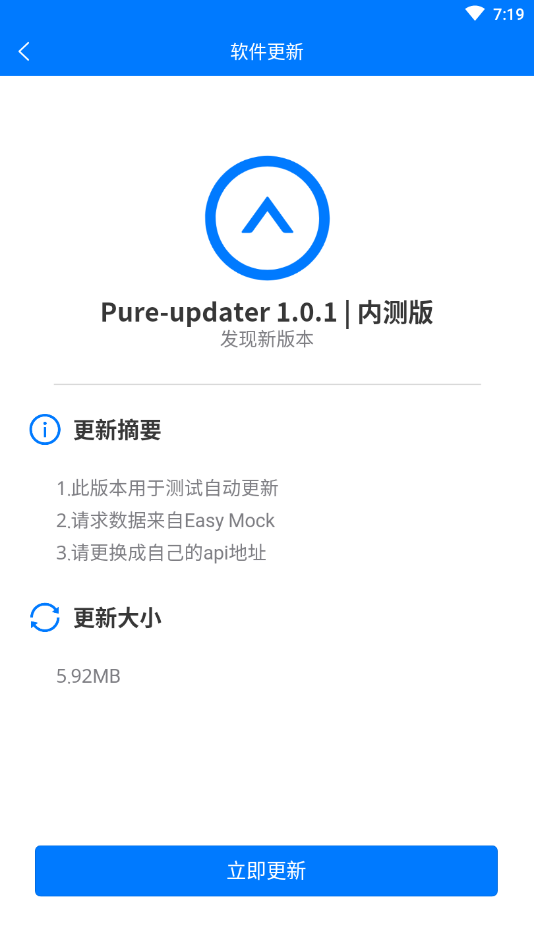 7:19
软件更新
Pure-updater 1.0.1 | 内测版
发现新版本
更新摘要
1.此版本用于测试自动更新
2.请求数据来自Easy Mock
3.请更换成自己的api地址
更新大小
5.92MB
立即更新